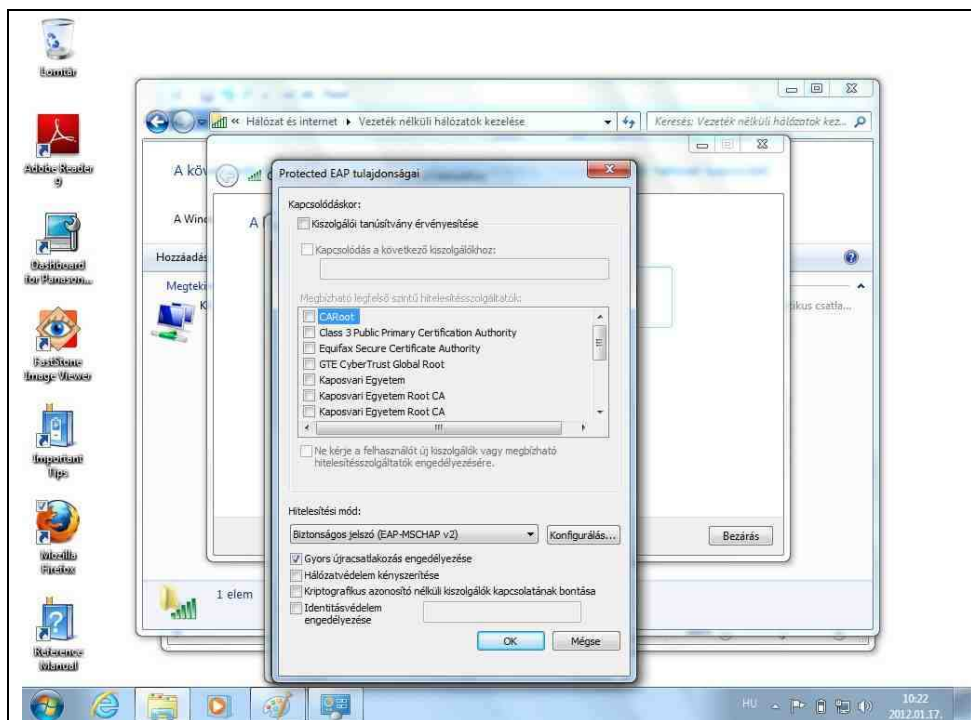 Lomtár
Adobe Reader
9
Dashboard
for Panason...
FastStone
Image Viewer
Important
Tips
Mozilla
Firefox
Reference
Manual
« Hálózat és internet ▸ Vezeték nélküli hálózatok kezelése
Keresés: Vezeték nélküli hálózatok kez...
A köv
A Wind
Hozzáadás
Megteki
A
tikus csatla...
Protected EAP tulajdonságai
Kapcsolódáskor:
Kiszolgálói tanúsítvány érvényesítése
Kapcsolódás a következő kiszolgálókhoz:
Megbízható legfelső szintű hitelesítésszolgáltatók:
CARoot
Class 3 Public Primary Certification Authority
Equifax Secure Certificate Authority
GTE CyberTrust Global Root
Kaposvari Egyetem
Kaposvari Egyetem Root CA
Kaposvari Egyetem Root CA
Ne kérje a felhasználót új kiszolgálók vagy megbízható
hitelesítésszolgáltatók engedélyezésére.
Hitelesítési mód:
Biztonságos jelszó (EAP-MSCHAP v2)
Konfigurálás...
Gyors újracsatlakozás engedélyezése
Hálózatvédelem kényszerítése
Kriptografikus azonosító nélküli kiszolgálók kapcsolatának bontása
Identitásvédelem
engedélyezése
OK
Mégse
Bezárás
1 elem
HU
10:22
2012.01.17.